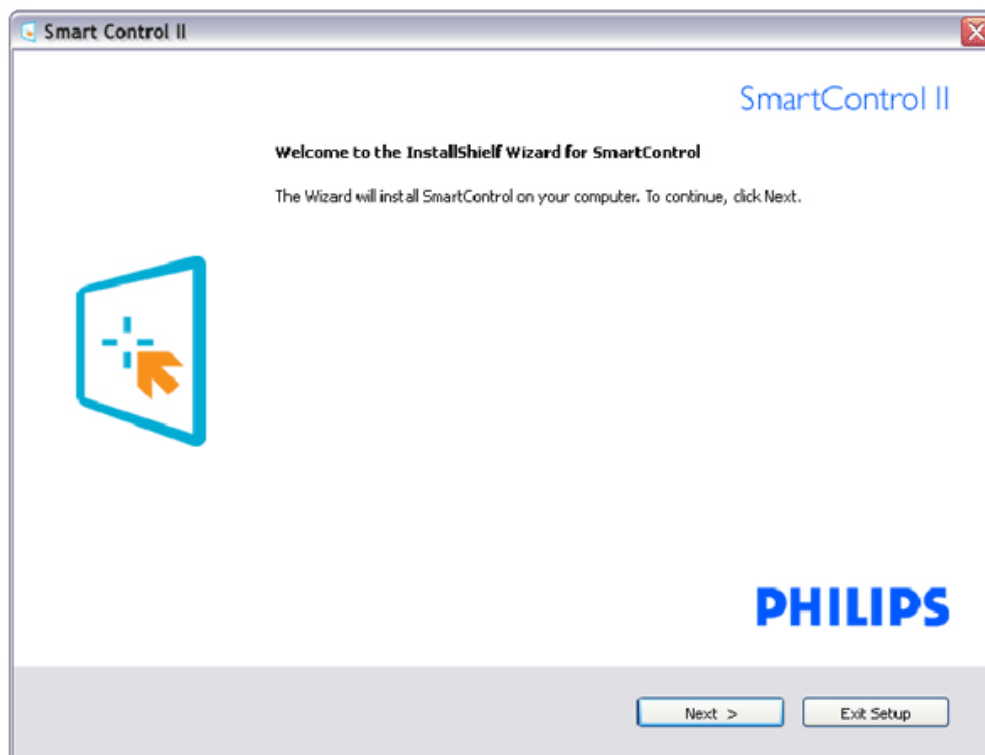 Smart Control II
SmartControl II
Welcome to the InstallShielf Wizard for SmartControl
The Wizard will install SmartControl on your computer. To continue, click Next.
PHILIPS
Next >
Exit Setup